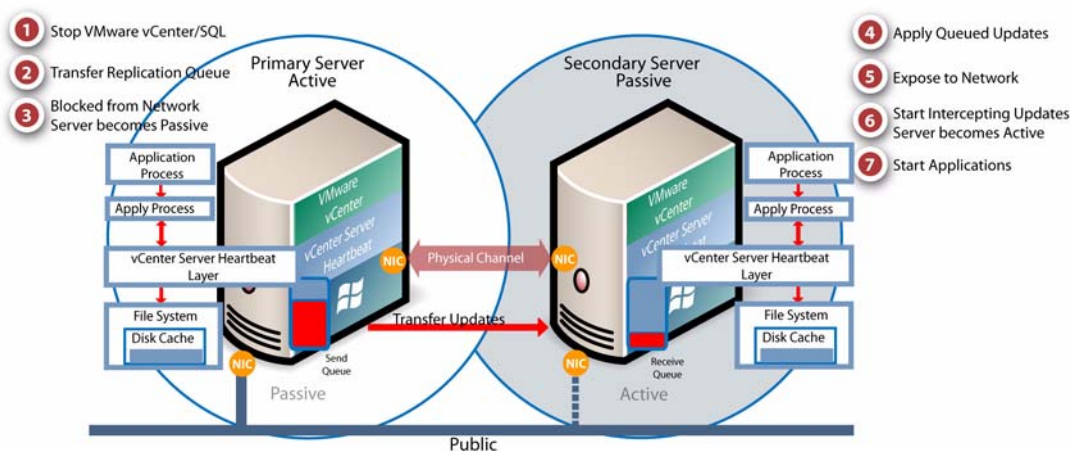 1 Stop VMware vCenter/SQL
2 Transfer Replication Queue
3 Blocked from Network
Server becomes Passive
4 Apply Queued Updates
5 Expose to Network
6 Start Intercepting Updates
Server becomes Active
7 Start Applications
Primary Server
Active
Secondary Server
Passive
Application
Process
Apply Process
vCenter Server Heartbeat
Layer
File System
Disk Cache
VMware
vCenter
vCenter Server
Heartbeat
NIC
Physical Channel
NIC
Transfer Updates
Send
Queue
NIC
Passive
VMware
vCenter
vCenter Server
Heartbeat
Application
Process
Apply Process
vCenter Server Heartbeat
Layer
File System
Disk Cache
Receive
Queue
NIC
Active
Public